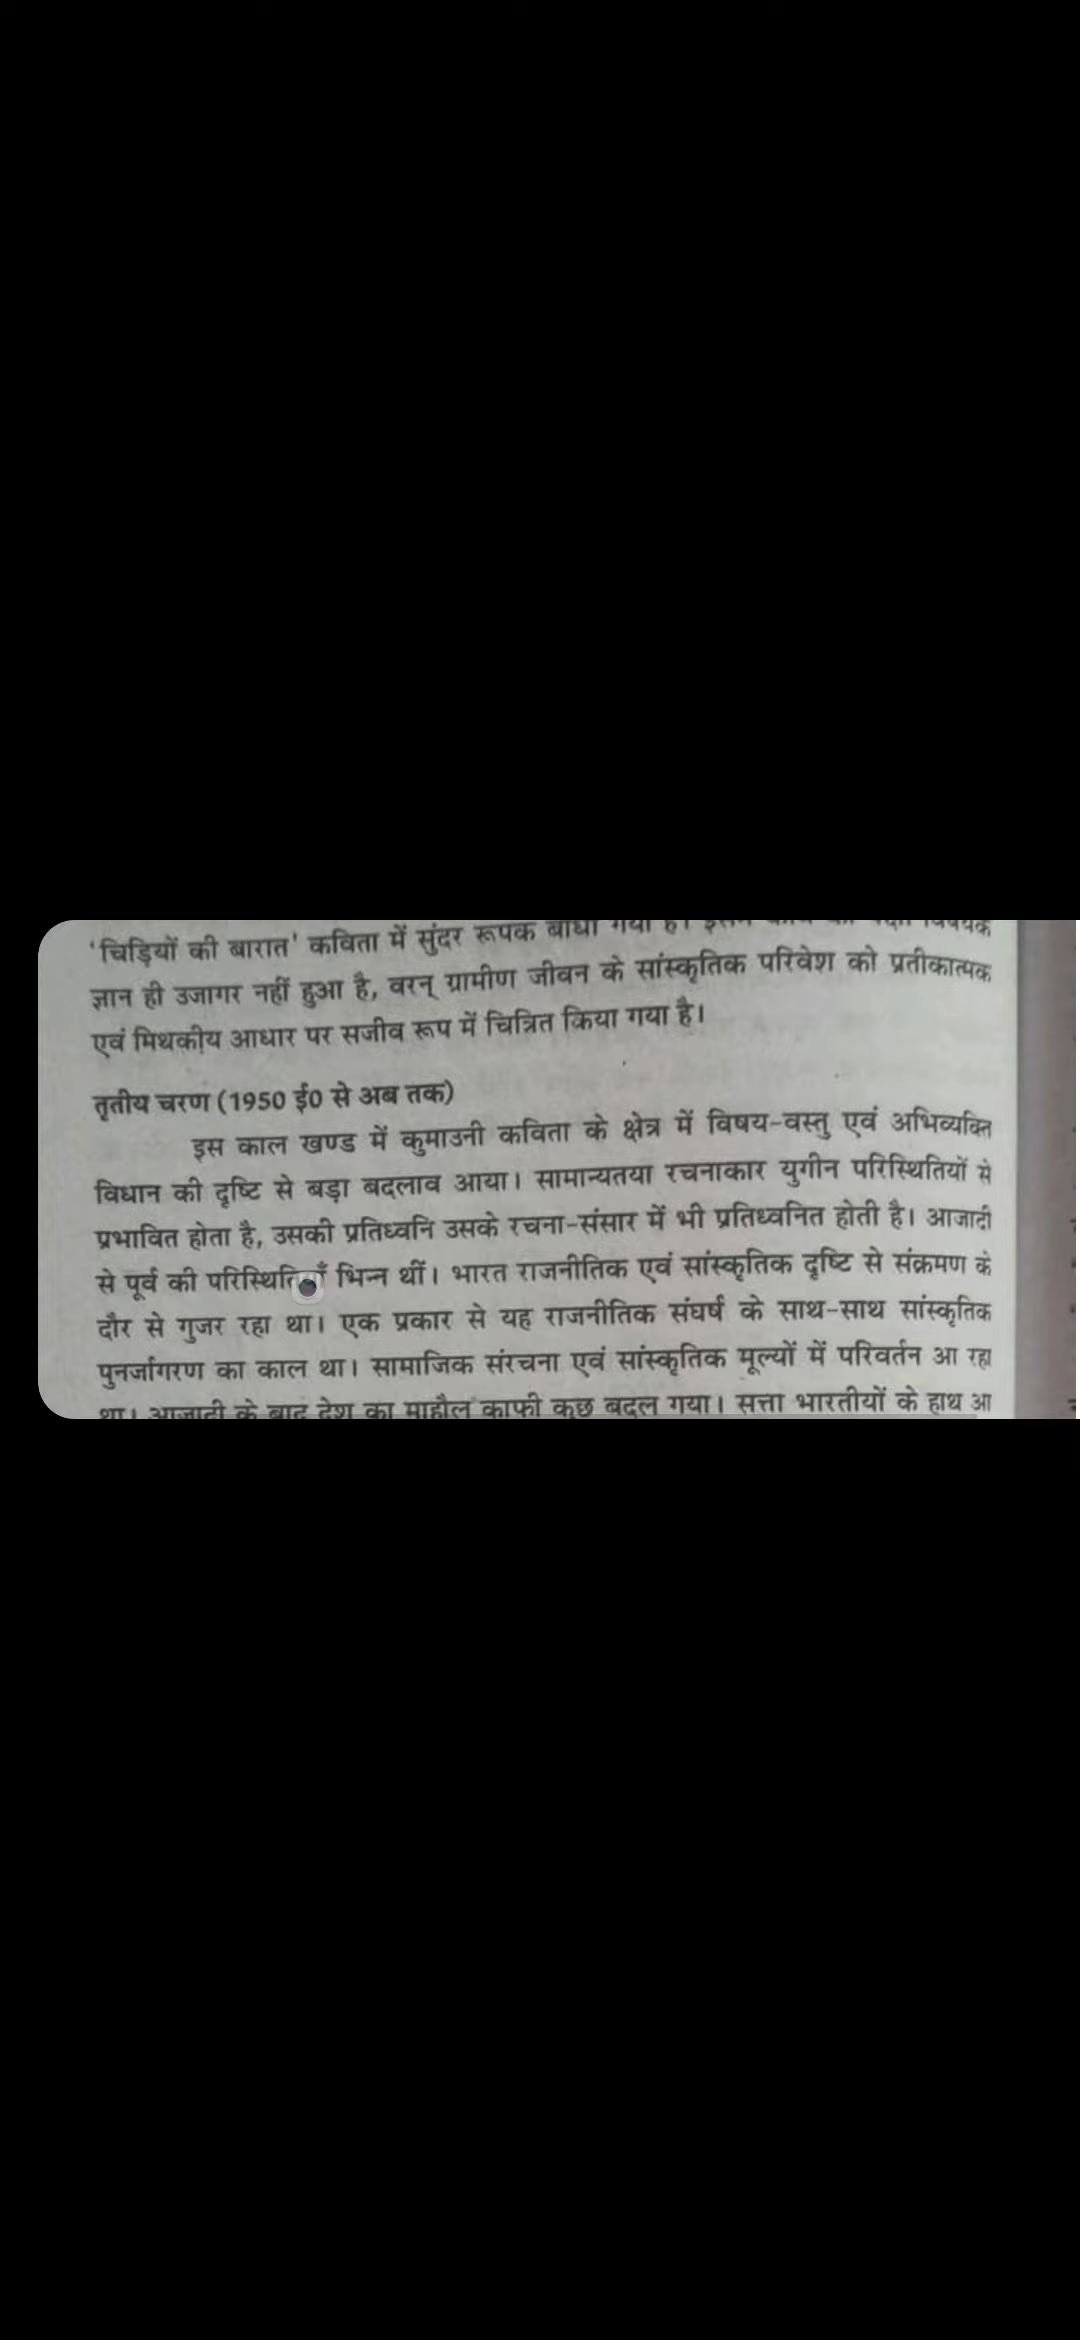 'चिड़ियों की बारात' कविता में सुंदर रूपक बाँधा गया है। इसमें
ज्ञान ही उजागर नहीं हुआ है, वरन् ग्रामीण जीवन के सांस्कृतिक परिवेश को प्रतीकात्मक
एवं मिथकीय आधार पर सजीव रूप में चित्रित किया गया है।
तृतीय चरण (1950 ई0 से अब तक)
इस काल खण्ड में कुमाउनी कविता के क्षेत्र में विषय-वस्तु एवं अभिव्यक्ति
विधान की दृष्टि से बड़ा बदलाव आया। सामान्यतया रचनाकार युगीन परिस्थितियों से
प्रभावित होता है, उसकी प्रतिध्वनि उसके रचना-संसार में भी प्रतिध्वनित होती है। आजादी
से पूर्व की परिस्थितियाँ भिन्न थीं। भारत राजनीतिक एवं सांस्कृतिक दृष्टि से संक्रमण के
दौर से गुजर रहा था। एक प्रकार से यह राजनीतिक संघर्ष के साथ-साथ सांस्कृतिक
पुनर्जागरण का काल था। सामाजिक संरचना एवं सांस्कृतिक मूल्यों में परिवर्तन आ रहा
था। आजादी के बाद देश का माहौल काफी कुछ बदल गया। सत्ता भारतीयों के हाथ आ